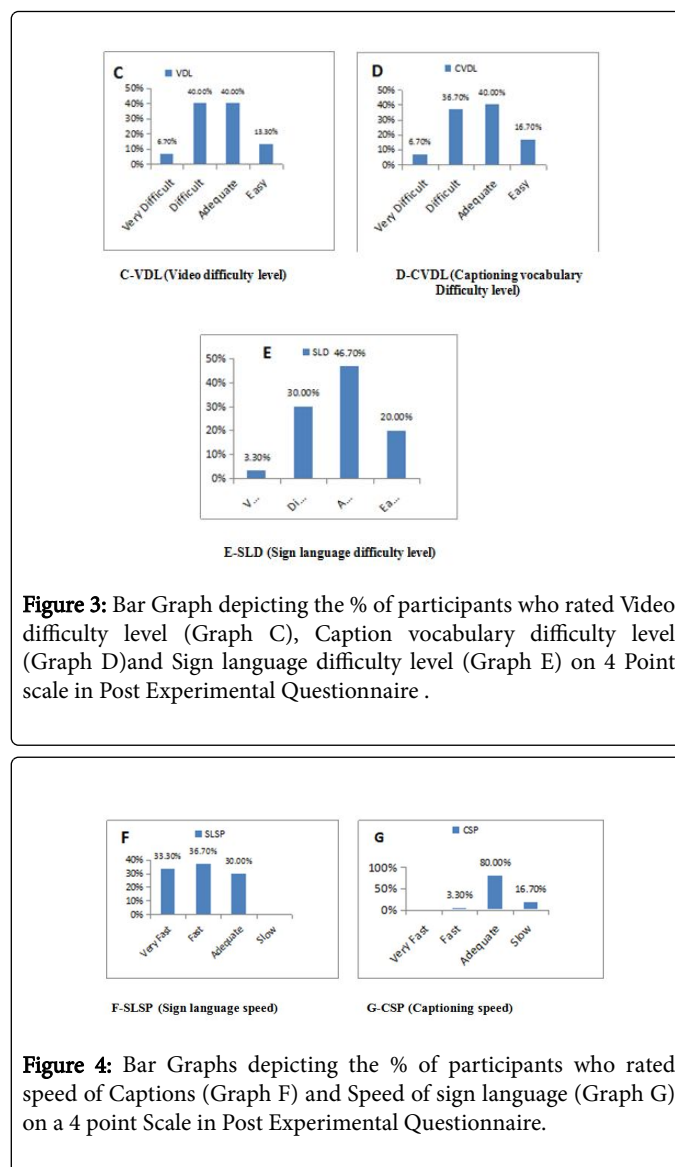 C VDL
50%
40%
30%
20%
10%
0%
6.70% 40.00% 40.00% 13.30%
Very Difficult Difficult Adequate Easy
C-VDL (Video difficulty level)
D CVDL
50%
40%
30%
20%
10%
0%
6.70% 36.70% 40.00% 16.70%
Very Difficult Difficult Adequate Easy
D-CVDL (Captioning vocabulary
Difficulty level)
E SLD
50%
40%
30%
20%
10%
0%
3.30% 30.00% 46.70% 20.00%
V... Di... A... Ea...
E-SLD (Sign language difficulty level)
Figure 3: Bar Graph depicting the % of participants who rated Video
difficulty level (Graph C), Caption vocabulary difficulty level
(Graph D)and Sign language difficulty level (Graph E) on 4 Point
scale in Post Experimental Questionnaire .
F SLSP
40%
30%
20%
10%
0%
33.30% 36.70% 30.00%
Very Fast Fast Adequate Slow
F-SLSP (Sign language speed)
G CSP
100%
50%
0%
3.30% 80.00% 16.70%
Very Fast Fast Adequate Slow
G-CSP (Captioning speed)
Figure 4: Bar Graphs depicting the % of participants who rated
speed of Captions (Graph F) and Speed of sign language (Graph G)
on a 4 point Scale in Post Experimental Questionnaire.